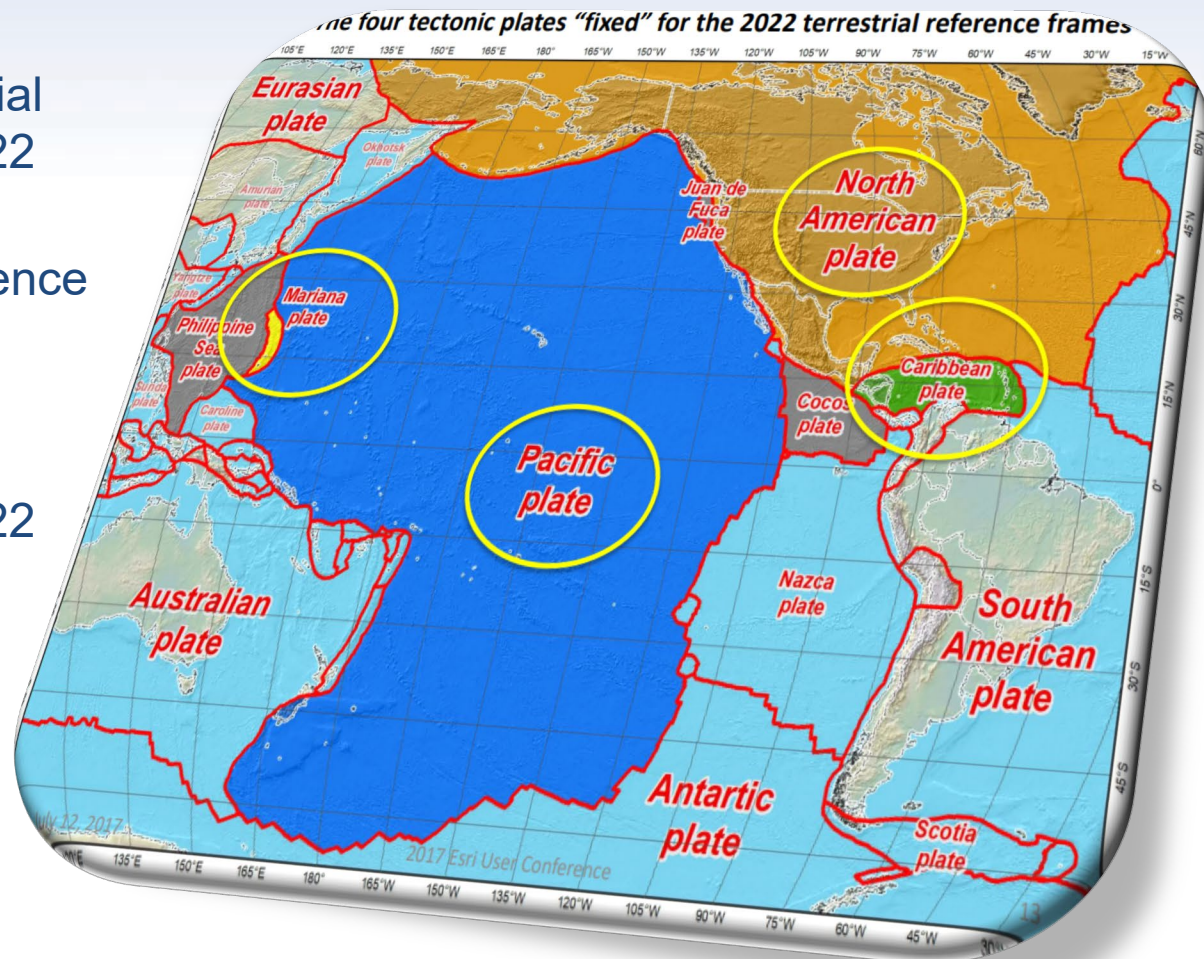 ial
22
ence
22
he four tectonic plates “fixed” for the 2022 terrestrial reference frames
105°E 120°E 135°E 150°E 165°E 180° 165°W 150°W 135°W 120°W 105°W 90°W 75°W 60°W 45°W 30°W 15°W
Eurasian
plate
Okhotsk
plate
Amurian
plate
Juan de
Fuca
plate
North
American
plate
60°N
45°N
30°N
15°N
0°
15°S
30°S
45°S
Yangtze
plate
Mariana
plate
Philippine
Sea
plate
Sunda
plate
Caroline
plate
Caribbean
plate
Cocos
plate
Pacific
plate
Australian
plate
Nazca
plate
South
American
plate
Antartic
plate
Scotia
plate
July 12, 2017
2017 Esri User Conference
13
135°E 150°E 165°E 180° 165°W 150°W 135°W 120°W 105°W 90°W 75°W 60°W 45°W